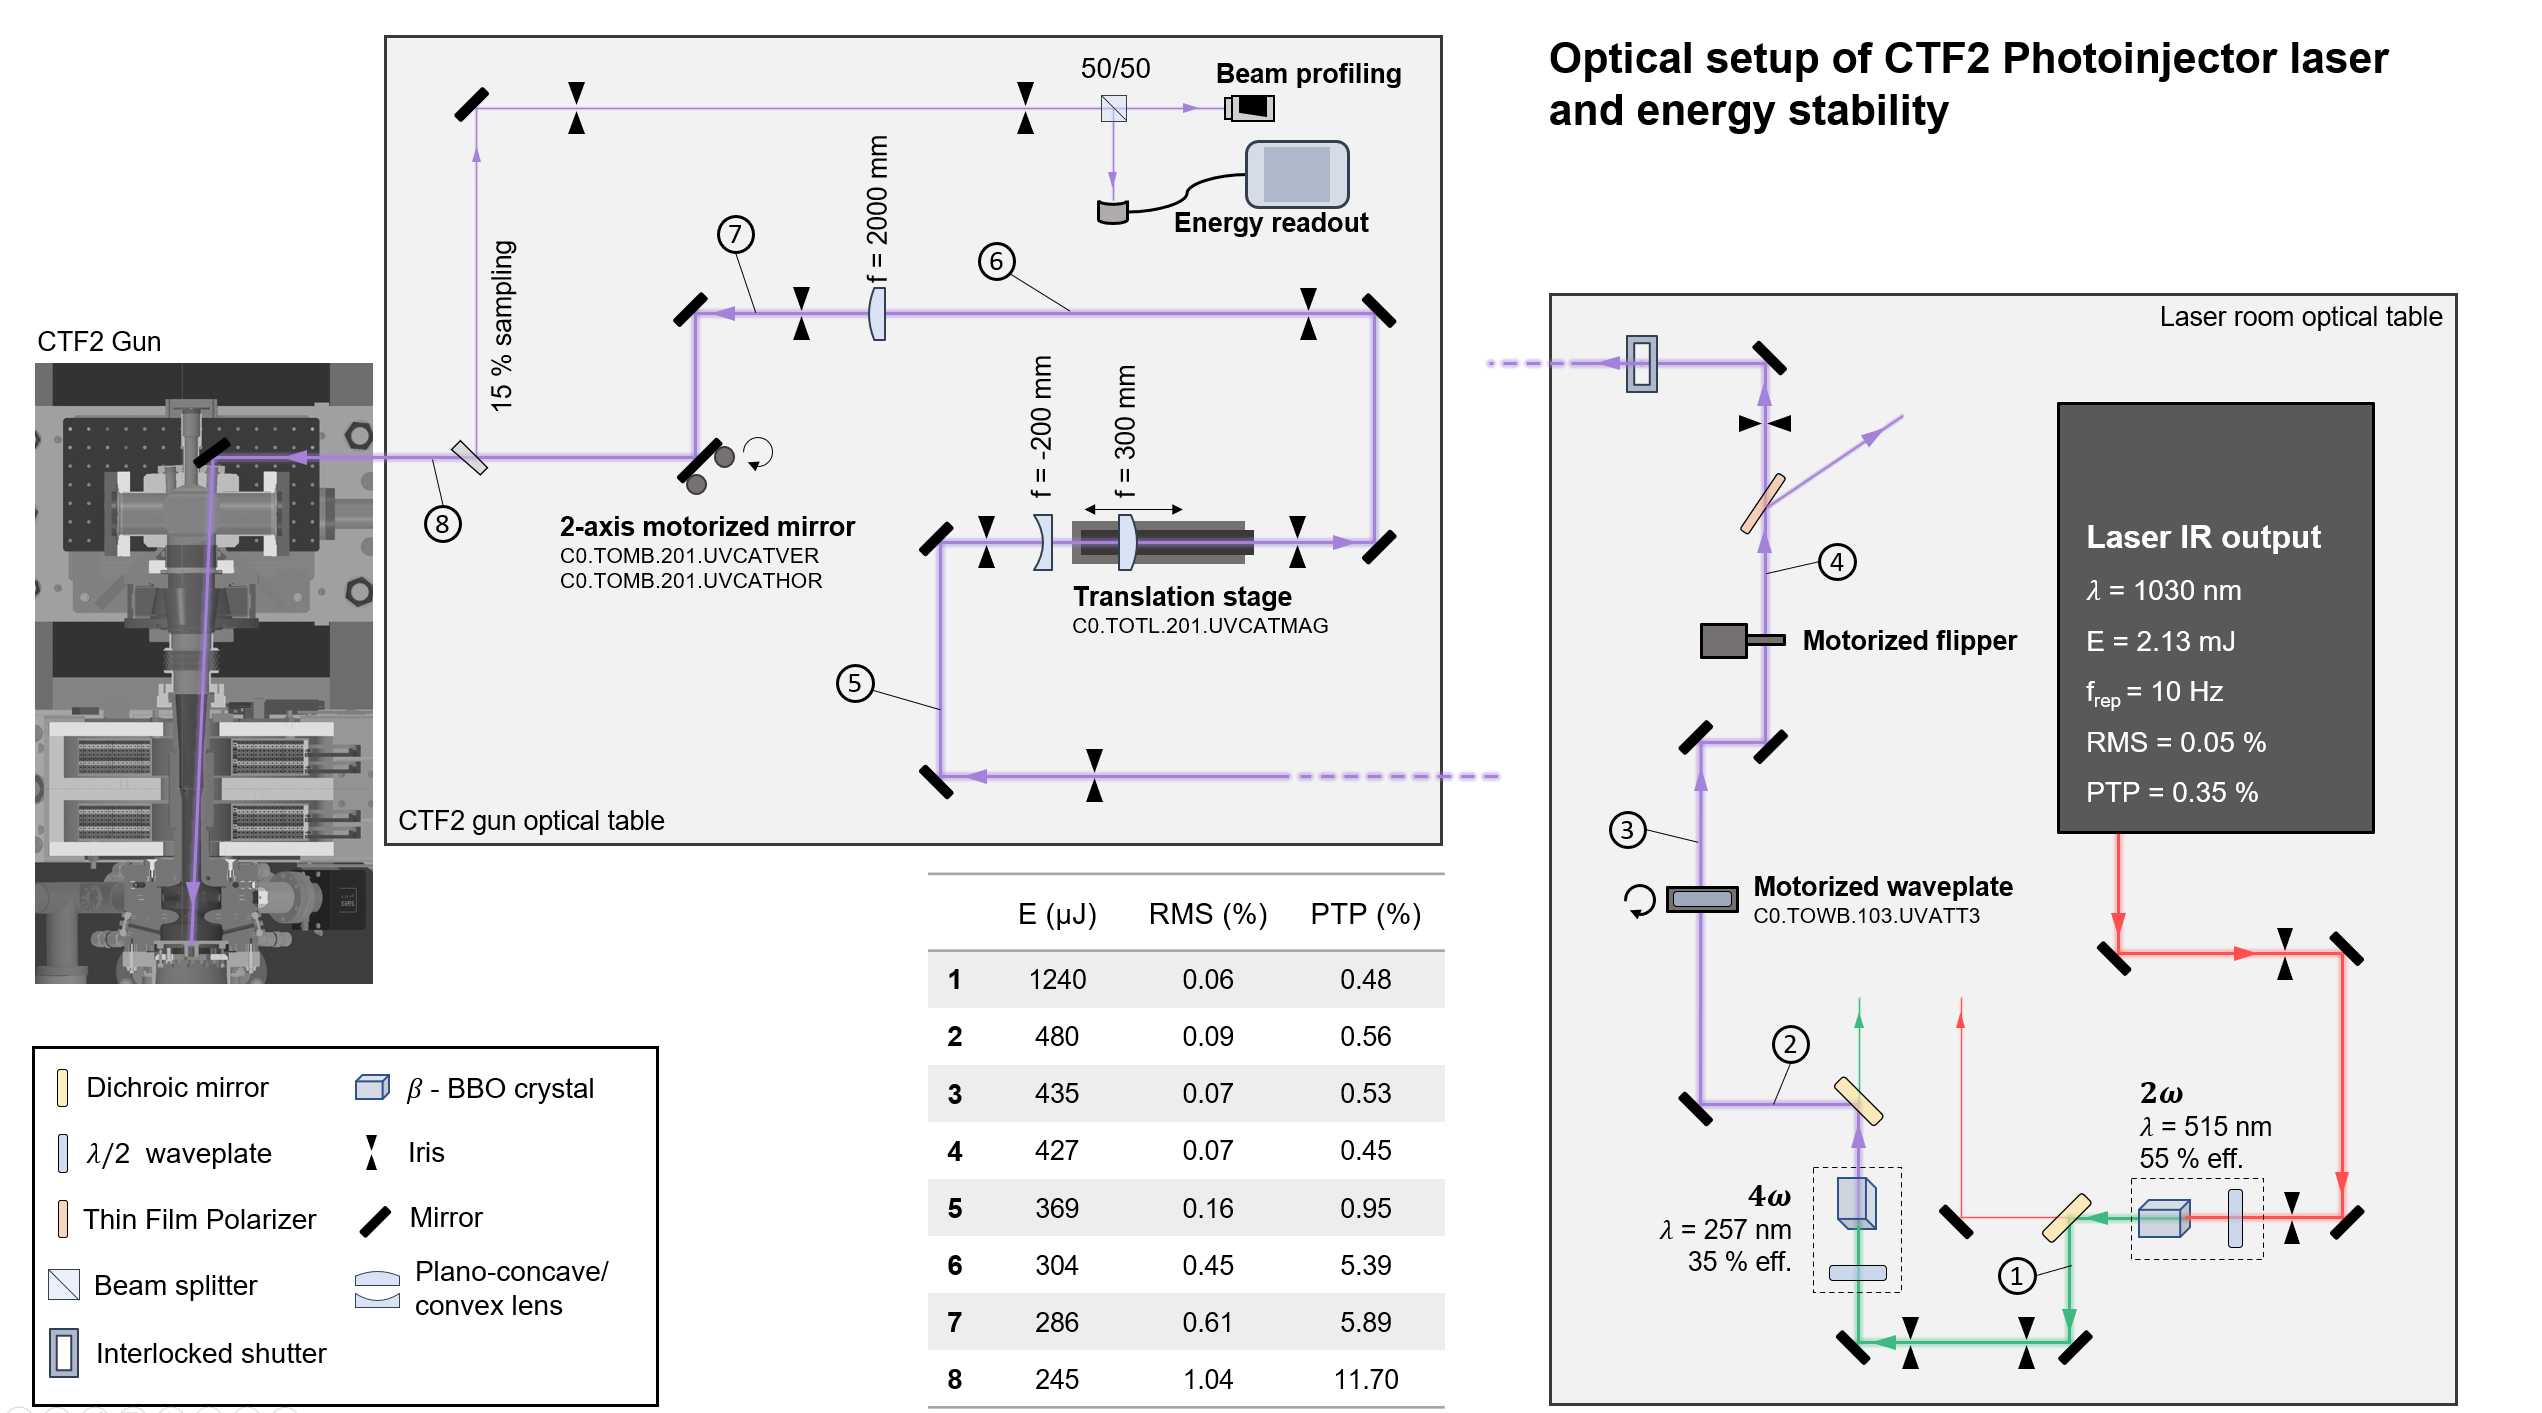 Optical setup of CTF2 Photoinjector laser
and energy stability
50/50
Beam profiling
Energy readout
15 % sampling
f = 2000 mm
7
6
CTF2 Gun
f = -200 mm
f = 300 mm
8
2-axis motorized mirror
C0.TOMB.201.UVCATVER
C0.TOMB.201.UVCATHOR
Translation stage
C0.TOTL.201.UVCATMAG
5
CTF2 gun optical table
Laser room optical table
Laser IR output
λ = 1030 nm
E = 2.13 mJ
frep = 10 Hz
RMS = 0.05 %
PTP = 0.35 %
4
Motorized flipper
3
Motorized waveplate
C0.TOWB.103.UVATT3
2
2ω
λ = 515 nm
55 % eff.
4ω
λ = 257 nm
35 % eff.
1
E (µJ) RMS (%) PTP (%)
1 1240 0.06 0.48
2 480 0.09 0.56
3 435 0.07 0.53
4 427 0.07 0.45
5 369 0.16 0.95
6 304 0.45 5.39
7 286 0.61 5.89
8 245 1.04 11.70
Dichroic mirror
λ/2 waveplate
Thin Film Polarizer
Beam splitter
Interlocked shutter
β - BBO crystal
Iris
Mirror
Plano-concave/
convex lens